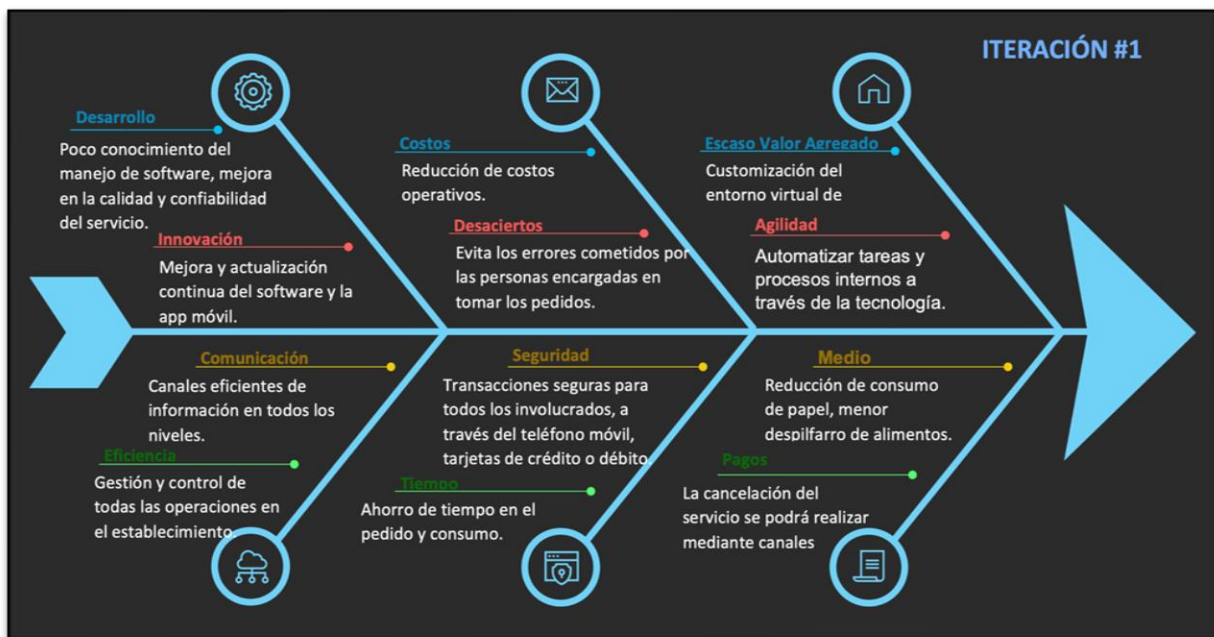 ITERACIÓN #1
Desarrollo
Poco conocimiento del
manejo de software, mejora
en la calidad y confiabilidad
del servicio.
Innovación
Mejora y actualización
continua del software y la
app móvil.
Costos
Reducción de costos
operativos.
Desaciertos
Evita los errores cometidos por
las personas encargadas en
tomar los pedidos.
Escaso Valor Agregado
Customización del
entorno virtual de
Agilidad
Automatizar tareas y
procesos internos a
través de la tecnología.
Comunicación
Canales eficientes de
información en todos los
niveles.
Eficiencia
Gestión y control de
todas las operaciones en
el establecimiento.
Seguridad
Transacciones seguras para
todos los involucrados, a
través del teléfono móvil,
tarjetas de crédito o débito.
Tiempo
Ahorro de tiempo en el
pedido y consumo.
Medio
Reducción de consumo
de papel, menor
despilfarro de alimentos.
Pagos
La cancelación del
servicio se podrá realizar
mediante canales